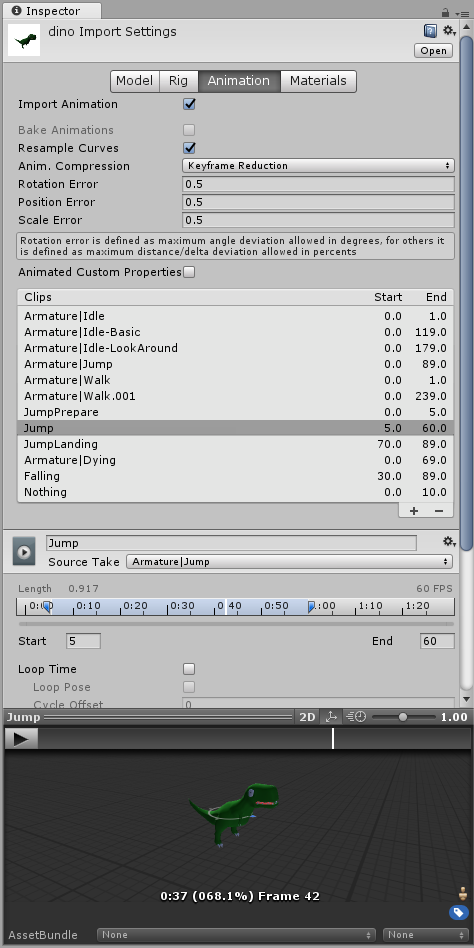 Inspector
dino Import Settings
Open
Model Rig Animation Materials
Import Animation
Bake Animations
Resample Curves
Anim. Compression Keyframe Reduction
Rotation Error 0.5
Position Error 0.5
Scale Error 0.5
Rotation error is defined as maximum angle deviation allowed in degrees, for others it
is defined as maximum distance/delta deviation allowed in percents
Animated Custom Properties
Clips Start End
Armature|Idle 0.0 1.0
Armature|Idle-Basic 0.0 119.0
Armature|Idle-LookAround 0.0 179.0
Armature|Jump 0.0 89.0
Armature|Walk 0.0 1.0
Armature|Walk.001 0.0 239.0
JumpPrepare 0.0 5.0
Jump 5.0 60.0
JumpLanding 70.0 89.0
Armature|Dying 0.0 69.0
Falling 30.0 89.0
Nothing 0.0 10.0
+ −
Jump
Source Take Armature|Jump
Length 0.917 60 FPS
0:00 0:10 0:20 0:30 0:40 0:50 1:00 1:10 1:20
Start 5 End 60
Loop Time
Loop Pose
Cycle Offset 0
Jump 2D 1.00
0:37 (068.1%) Frame 42
AssetBundle None None